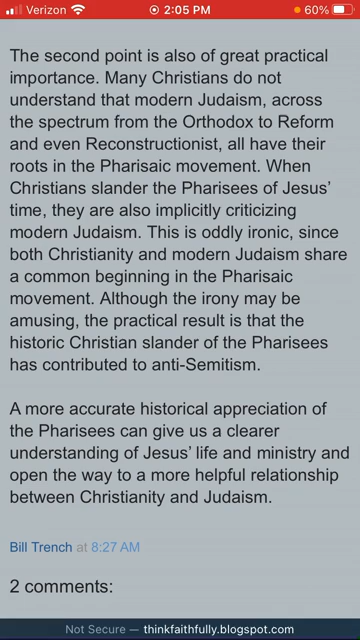 Verizon 2:05 PM 60%
The second point is also of great practical
importance. Many Christians do not
understand that modern Judaism, across
the spectrum from the Orthodox to Reform
and even Reconstructionist, all have their
roots in the Pharisaic movement. When
Christians slander the Pharisees of Jesus’
time, they are also implicitly criticizing
modern Judaism. This is oddly ironic, since
both Christianity and modern Judaism share
a common beginning in the Pharisaic
movement. Although the irony may be
amusing, the practical result is that the
historic Christian slander of the Pharisees
has contributed to anti-Semitism.
A more accurate historical appreciation of
the Pharisees can give us a clearer
understanding of Jesus’ life and ministry and
open the way to a more helpful relationship
between Christianity and Judaism.
Bill Trench at 8:27 AM
2 comments:
Not Secure — thinkfaithfully.blogspot.com